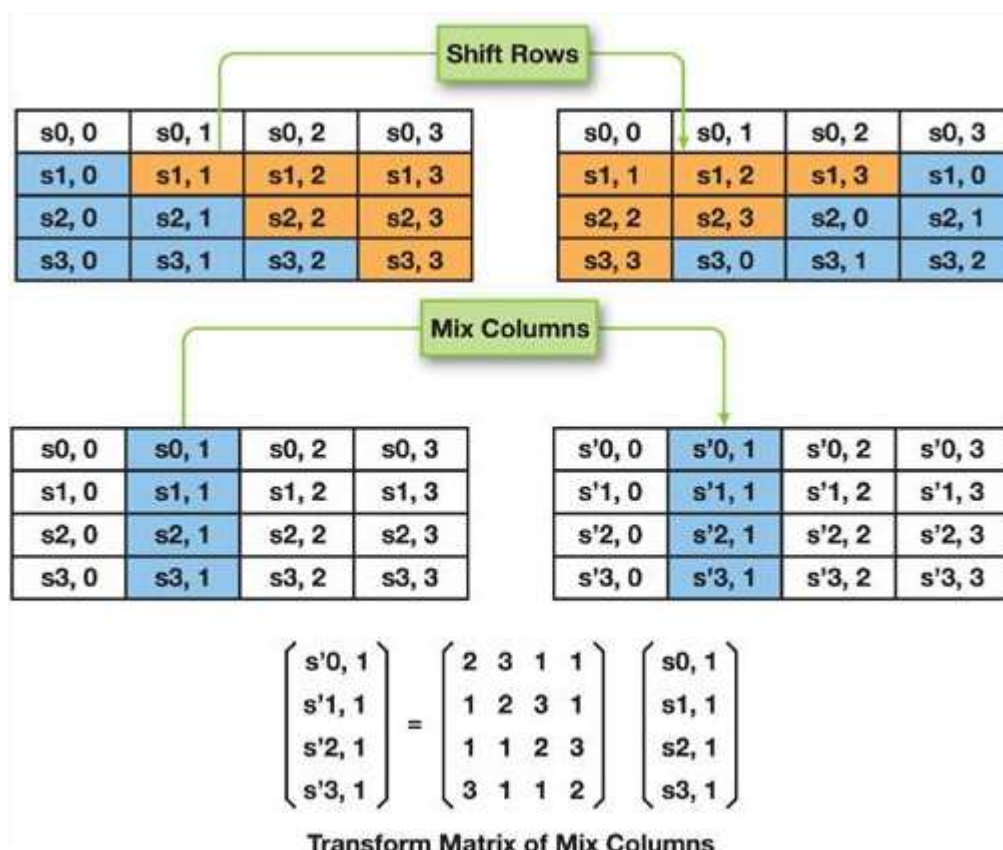 Shift Rows
s0, 0 s0, 1 s0, 2 s0, 3 s0, 0 s0, 1 s0, 2 s0, 3
s1, 0 s1, 1 s1, 2 s1, 3 s1, 1 s1, 2 s1, 3 s1, 0
s2, 0 s2, 1 s2, 2 s2, 3 s2, 2 s2, 3 s2, 0 s2, 1
s3, 0 s3, 1 s3, 2 s3, 3 s3, 3 s3, 0 s3, 1 s3, 2
Mix Columns
s0, 0 s0, 1 s0, 2 s0, 3 s'0, 0 s'0, 1 s'0, 2 s'0, 3
s1, 0 s1, 1 s1, 2 s1, 3 s'1, 0 s'1, 1 s'1, 2 s'1, 3
s2, 0 s2, 1 s2, 2 s2, 3 s'2, 0 s'2, 1 s'2, 2 s'2, 3
s3, 0 s3, 1 s3, 2 s3, 3 s'3, 0 s'3, 1 s'3, 2 s'3, 3
s'0, 1 2 3 1 1 s0, 1
s'1, 1 1 2 3 1 s1, 1
=
s'2, 1 1 1 2 3 s2, 1
s'3, 1 3 1 1 2 s3, 1
Transform Matrix of Mix Columns